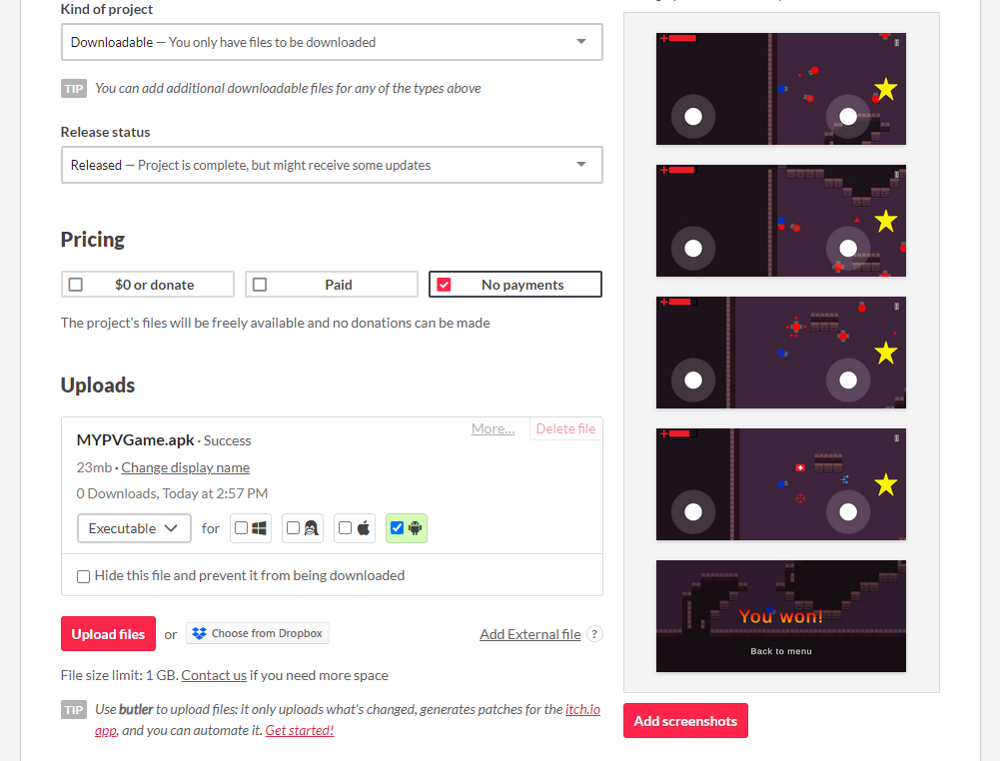 Kind of project
Downloadable — You only have files to be downloaded
TIP You can add additional downloadable files for any of the types above
Release status
Released — Project is complete, but might receive some updates
Pricing
$0 or donate Paid No payments
The project's files will be freely available and no donations can be made
Uploads
More... Delete file
MYPVGame.apk · Success
23mb · Change display name
0 Downloads, Today at 2:57 PM
Executable for
Hide this file and prevent it from being downloaded
Upload files or Choose from Dropbox Add External file ?
File size limit: 1 GB. Contact us if you need more space
TIP Use butler to upload files: it only uploads what's changed, generates patches for the itch.io
app, and you can automate it. Get started!
You won!
Back to menu
Add screenshots